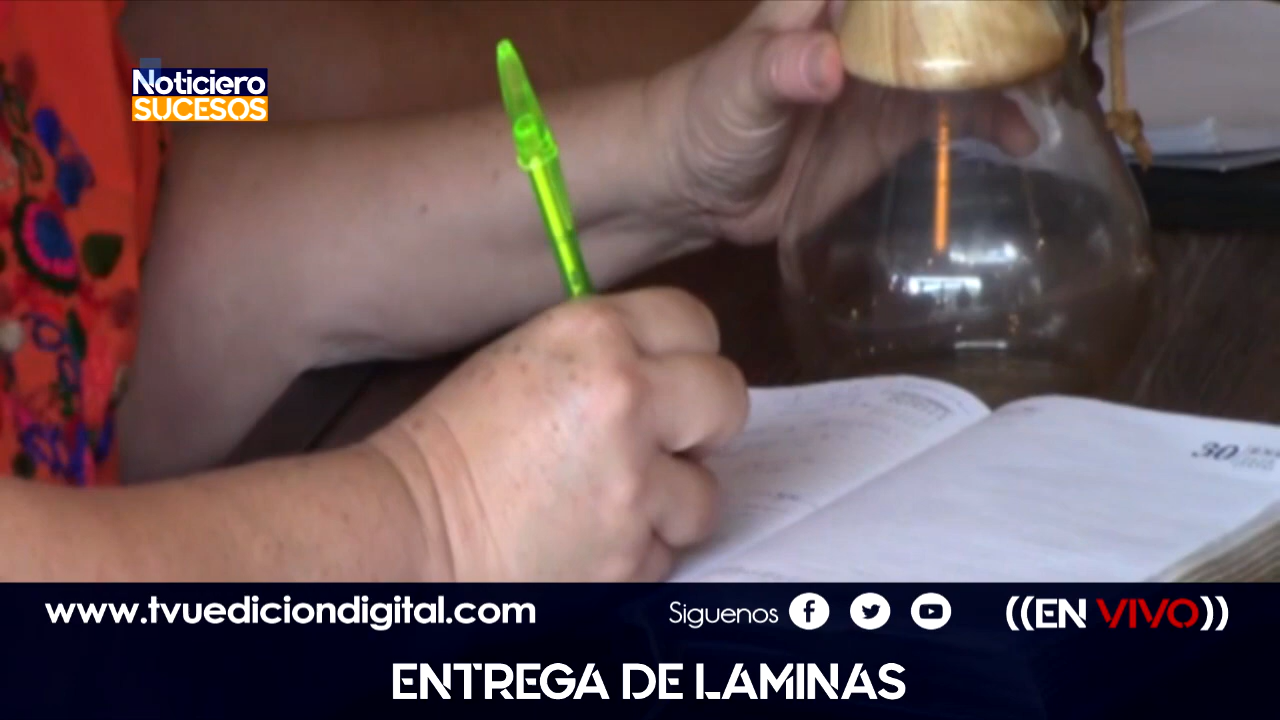 Noticiero
SUCESOS
30
www.tvuediciondigital.com
Siguenos
((EN VIVO))
ENTREGA DE LAMINAS